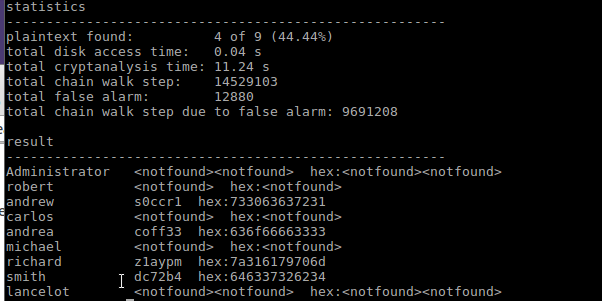 statistics
-------------------------------------------------------
plaintext found:          4 of 9 (44.44%)
total disk access time:   0.04 s
total cryptanalysis time: 11.24 s
total chain walk step:    14529103
total false alarm:        12880
total chain walk step due to false alarm: 9691208
result
-------------------------------------------------------
Administrator   <notfound><notfound>  hex:<notfound><notfound>
robert          <notfound>  hex:<notfound>
andrew          s0ccr1  hex:733063637231
carlos          <notfound>  hex:<notfound>
andrea          coff33  hex:636f66663333
michael         <notfound>  hex:<notfound>
richard         z1aypm  hex:7a316179706d
smith           dc72b4  hex:646337326234
lancelot        <notfound><notfound>  hex:<notfound><notfound>